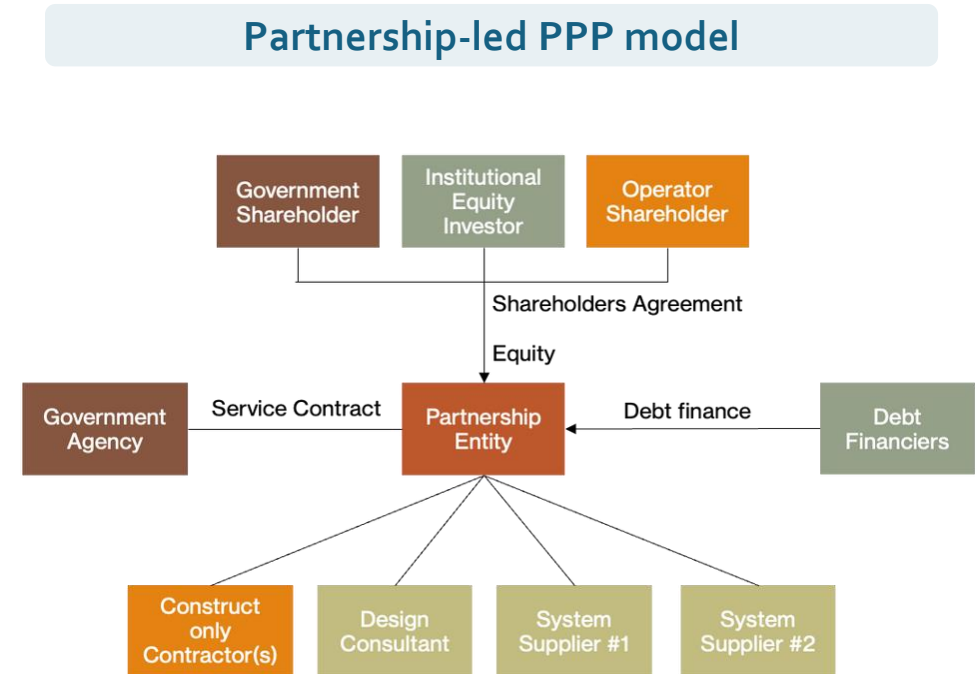 Partnership-led PPP model
Government
Shareholder
Institutional
Equity
Investor
Operator
Shareholder
Shareholders Agreement
Equity
Government
Agency
Service Contract
Partnership
Entity
Debt finance
Debt
Financiers
Construct
only
Contractor(s)
Design
Consultant
System
Supplier #1
System
Supplier #2